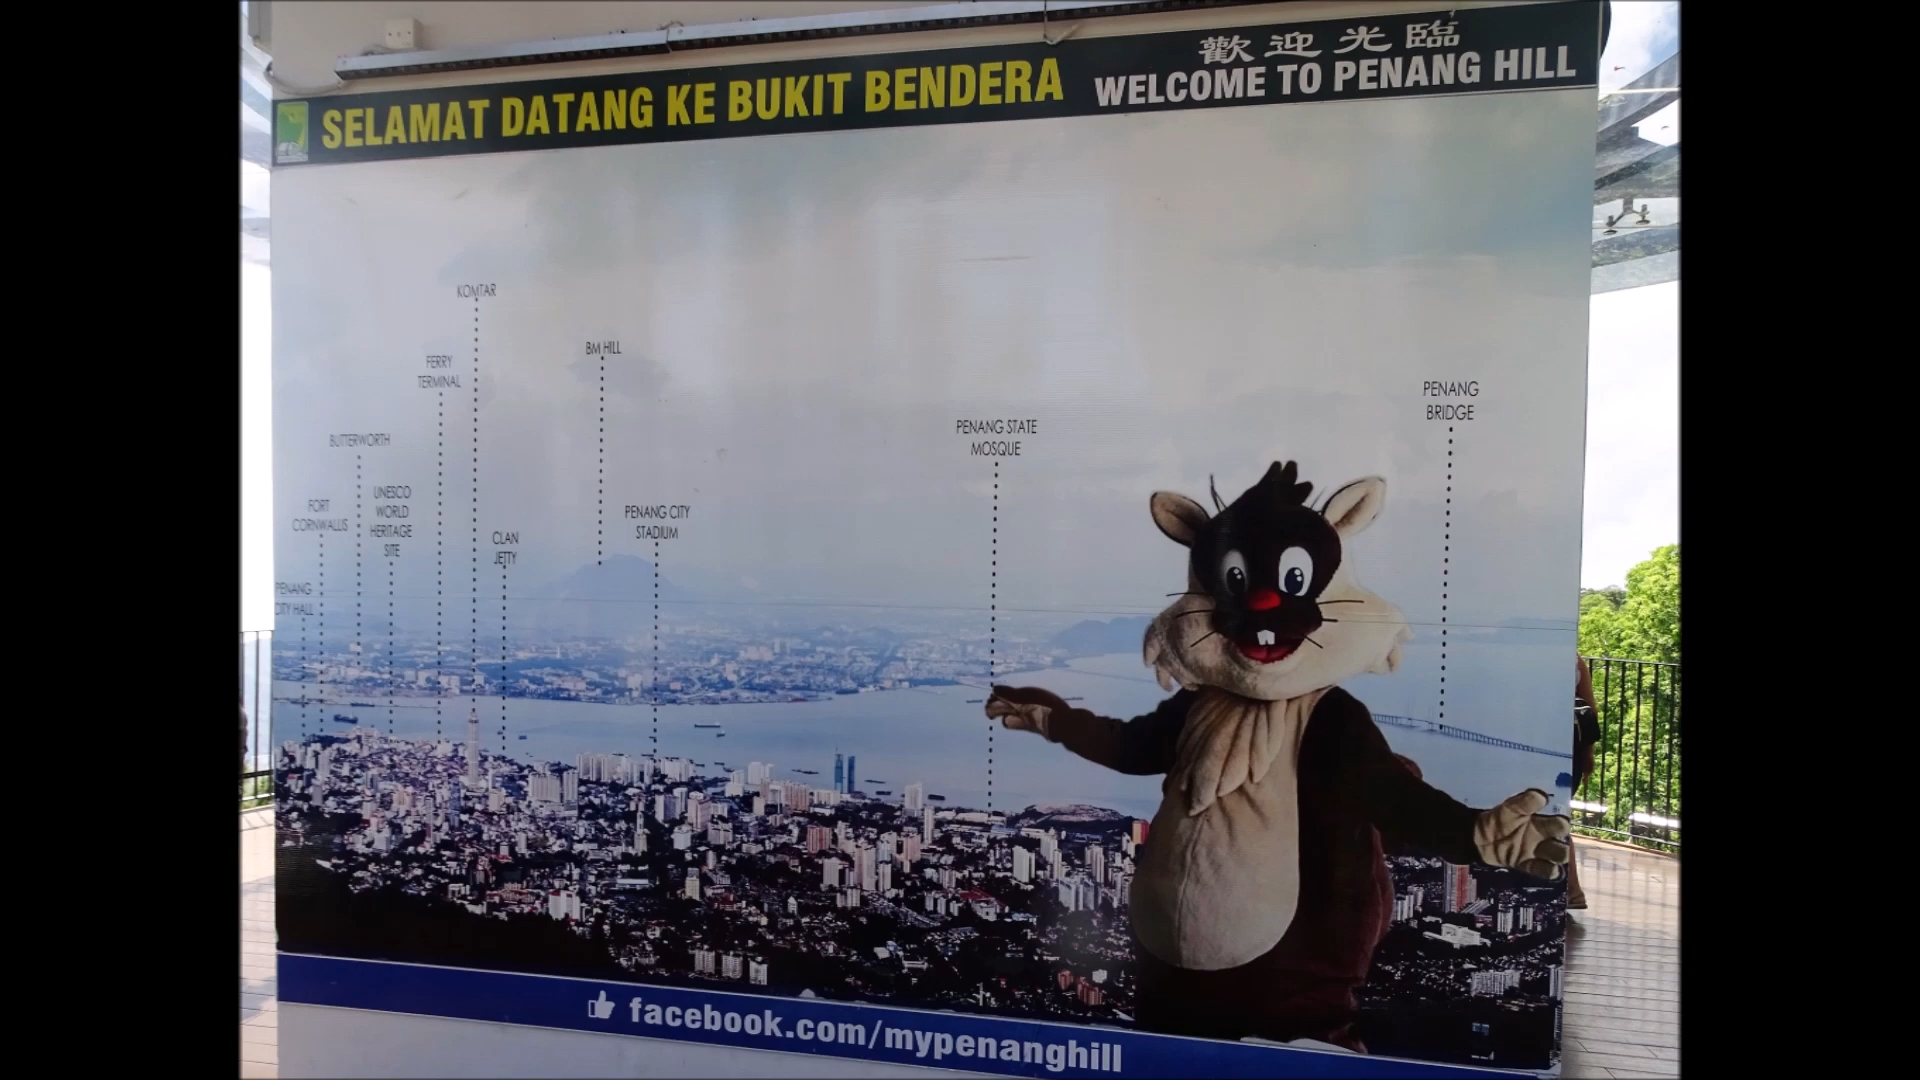 SELAMAT DATANG KE BUKIT BENDERA
歡迎光臨
WELCOME TO PENANG HILL
KOMTAR
BM HILL
FERRY
TERMINAL
PENANG
BRIDGE
PENANG STATE
MOSQUE
BUTTERWORTH
UNESCO
WORLD
HERITAGE
SITE
FORT
CORNWALLIS
PENANG CITY
STADIUM
CLAN
JETTY
PENANG
CITY HALL
facebook.com/mypenanghill